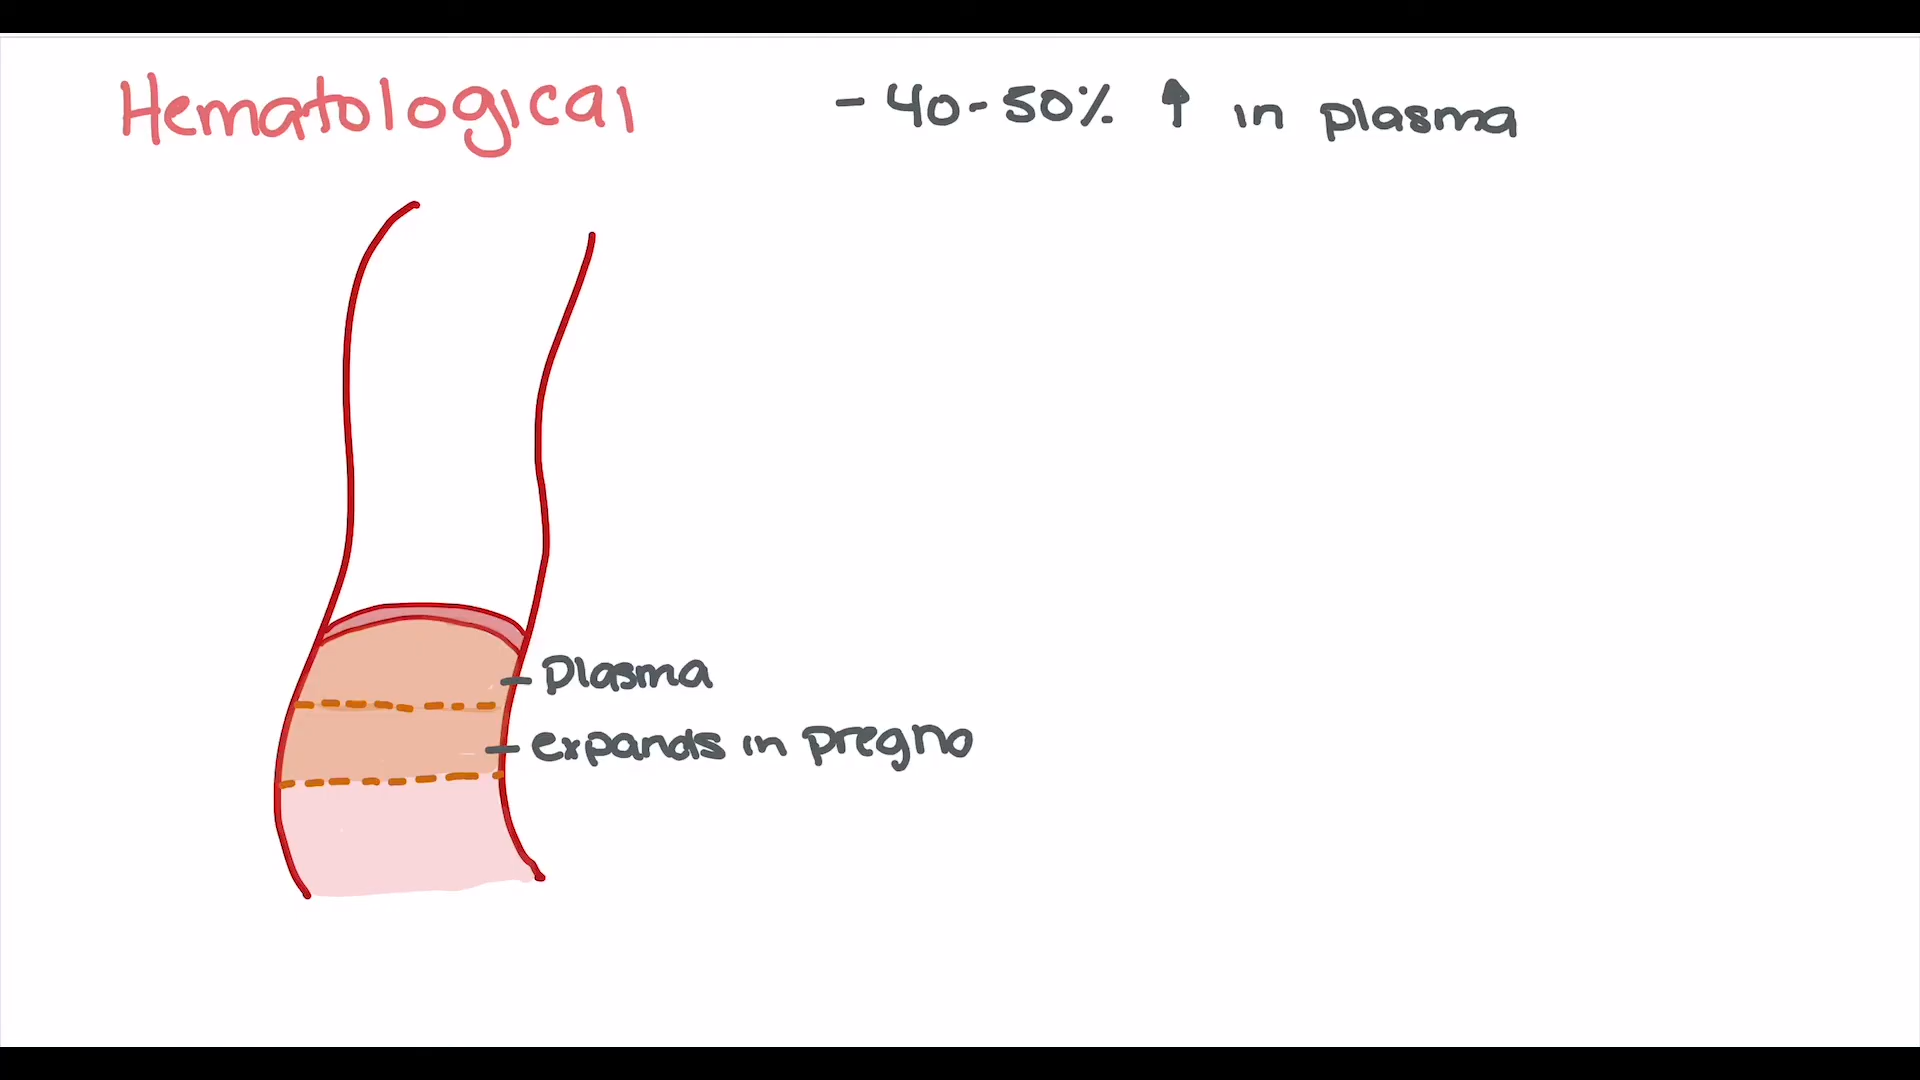 Hematological
- 40-50% ↑ in plasma
- Plasma
- expands in pregno